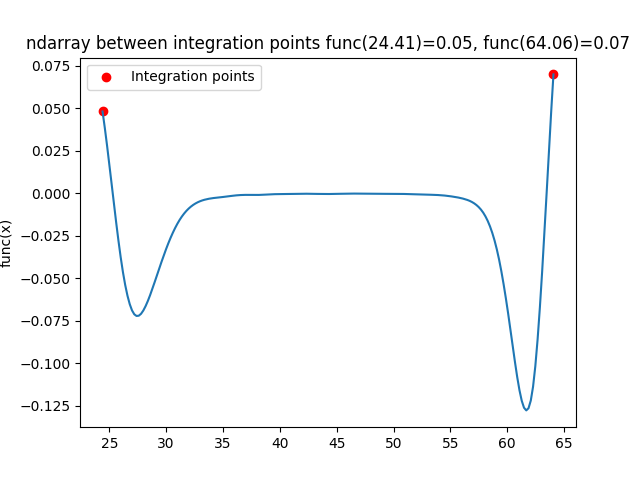 ndarray between integration points func(24.41)=0.05, func(64.06)=0.07
Integration points
func(x)
0.075
0.050
0.025
0.000
−0.025
−0.050
−0.075
−0.100
−0.125
25 30 35 40 45 50 55 60 65